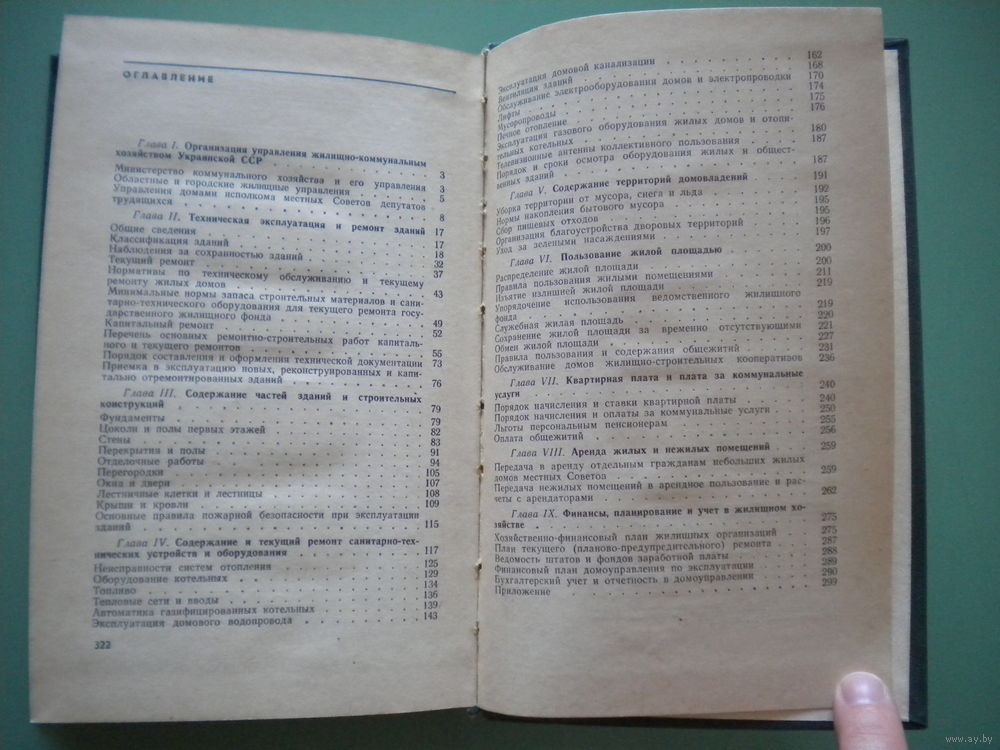 ОГЛАВЛЕНИЕ
Глава I. Организация управления жилищно-коммунальным
хозяйством Украинской ССР 3
Министерство коммунального хозяйства и его управления 3
Областные и городские жилищные управления 5
Управления домами исполкома местных Советов депутатов
трудящихся 8
Глава II. Техническая эксплуатация и ремонт зданий 17
Общие сведения 17
Классификация зданий 18
Наблюдения за сохранностью зданий 32
Текущий ремонт 37
Нормативы по техническому обслуживанию и текущему
ремонту жилых домов 43
Минимальные нормы запаса строительных материалов и сани-
тарно-технического оборудования для текущего ремонта госу-
дарственного жилищного фонда 49
Капитальный ремонт 52
Перечень основных ремонтно-строительных работ капиталь-
ного и текущего ремонтов 55
Порядок составления и оформления технической документации 73
Приемка в эксплуатацию новых, реконструированных и капи-
тально отремонтированных зданий 76
Глава III. Содержание частей зданий и строительных
конструкций 79
Фундаменты 79
Цоколи и полы первых этажей 82
Стены 83
Перекрытия и полы 91
Отделочные работы 94
Перегородки 105
Окна и двери 107
Лестничные клетки и лестницы 108
Крыши и кровли 109
Основные правила пожарной безопасности при эксплуатации
зданий 115
Глава IV. Содержание и текущий ремонт санитарно-тех-
нических устройств и оборудования 117
Неисправности систем отопления 125
Оборудование котельных 129
Топливо 134
Тепловые сети и вводы 136
Автоматика газифицированных котельных 139
Эксплуатация домового водопровода 143
322
Эксплуатация домовой канализации 162
Вентиляция зданий 168
Обслуживание электрооборудования домов и электропроводки 170
Лифты 174
Мусоропроводы 175
Печное отопление 176
Эксплуатация газового оборудования жилых домов и отопи-
тельных котельных 180
Телевизионные антенны коллективного пользования 187
Порядок и сроки осмотра оборудования жилых и общест-
венных зданий 187
Глава V. Содержание территорий домовладений 191
Уборка территории от мусора, снега и льда 192
Нормы накопления бытового мусора 195
Сбор пищевых отходов 195
Организация благоустройства дворовых территорий 196
Уход за зелеными насаждениями 197
Глава VI. Пользование жилой площадью 200
Распределение жилой площади 200
Правила пользования жилыми помещениями 211
Изъятие излишней жилой площади 219
Упорядочение использования ведомственного жилищного
фонда 219
Служебная жилая площадь 220
Сохранение жилой площади за временно отсутствующими 221
Обмен жилой площади 227
Правила пользования и содержания общежитий 231
Обслуживание домов жилищно-строительных кооперативов 236
Глава VII. Квартирная плата и плата за коммунальные
услуги 240
Порядок начисления и ставки квартирной платы 240
Порядок начисления и оплаты за коммунальные услуги 250
Льготы персональным пенсионерам 255
Оплата общежитий 256
Глава VIII. Аренда жилых и нежилых помещений 259
Передача в аренду отдельным гражданам небольших жилых
домов местных Советов 259
Передача нежилых помещений в арендное пользование и рас-
четы с арендаторами 262
Глава IX. Финансы, планирование и учет в жилищном хо-
зяйстве 275
Хозяйственно-финансовый план жилищных организаций 275
План текущего (планово-предупредительного) ремонта 287
Ведомость штатов и фондов заработной платы 288
Финансовый план домоуправления по эксплуатации 289
Бухгалтерский учет и отчетность в домоуправлении 290
Приложение 299
www.ay.by